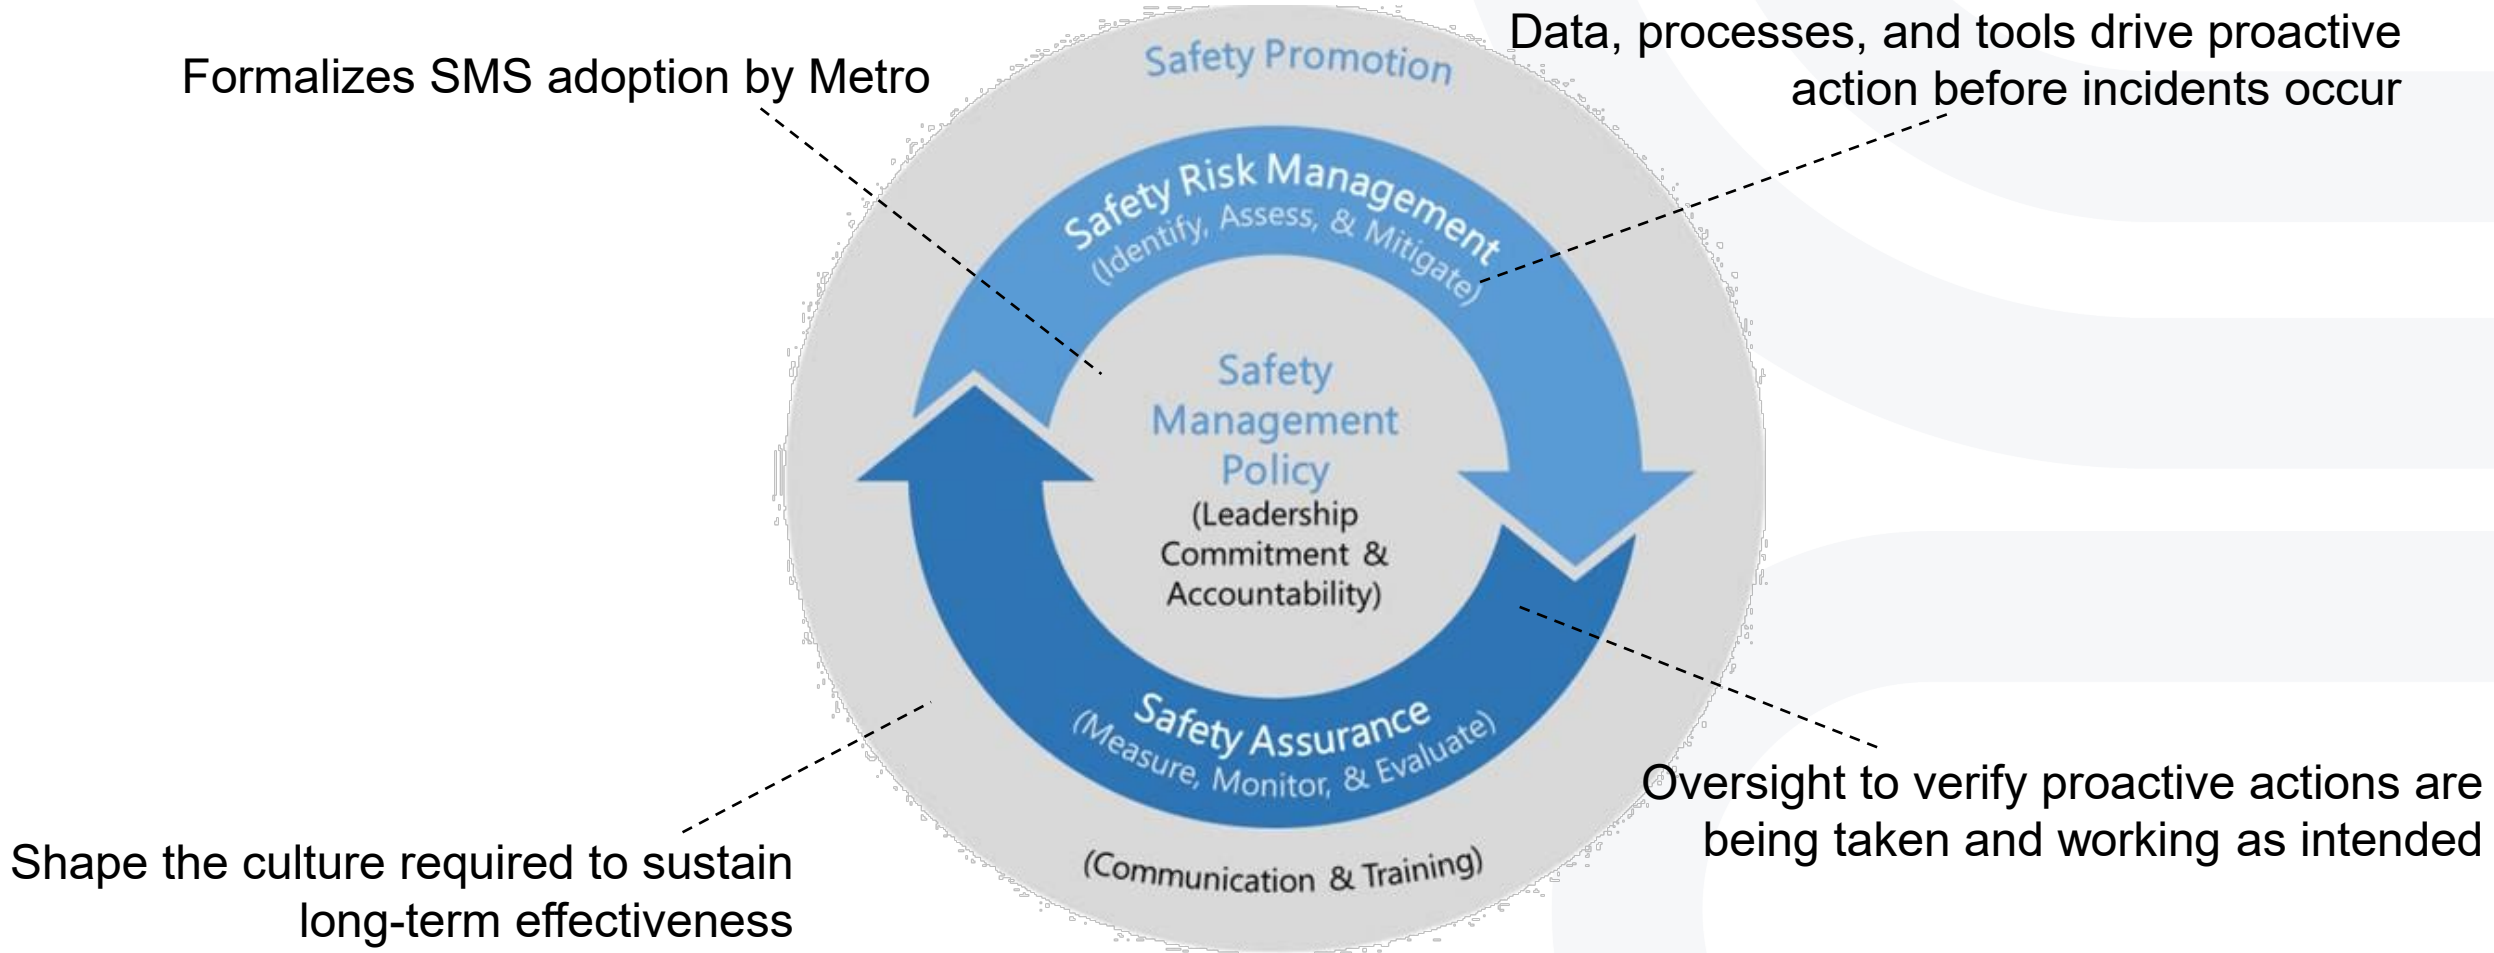 Formalizes SMS adoption by Metro
Data, processes, and tools drive proactive
action before incidents occur
Safety Promotion
Safety Risk Management
(Identify, Assess, & Mitigate)
Safety
Management
Policy
(Leadership
Commitment &
Accountability)
Safety Assurance
(Measure, Monitor, & Evaluate)
(Communication & Training)
Shape the culture required to sustain
long-term effectiveness
Oversight to verify proactive actions are
being taken and working as intended